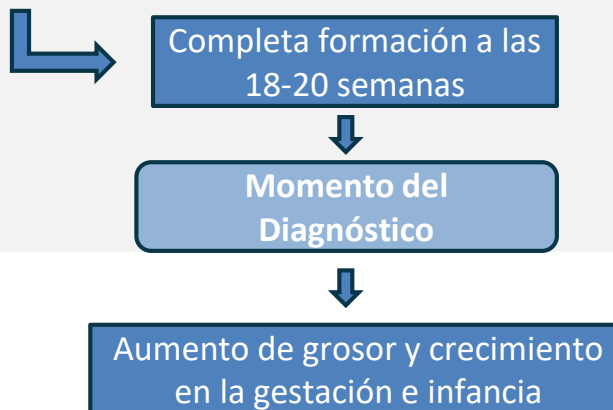 Completa formación a las
18-20 semanas
Momento del
Diagnóstico
Aumento de grosor y crecimiento
en la gestación e infancia